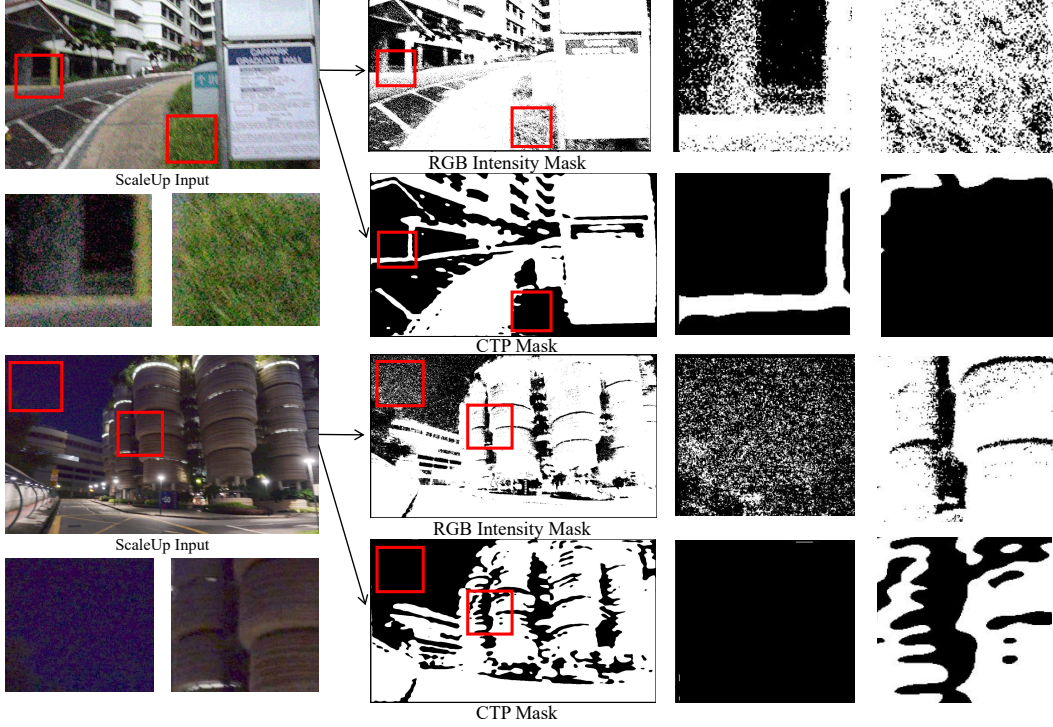 CARPARK
GRADUATE HALL
RGB Intensity Mask
ScaleUp Input
CTP Mask
ScaleUp Input
RGB Intensity Mask
CTP Mask